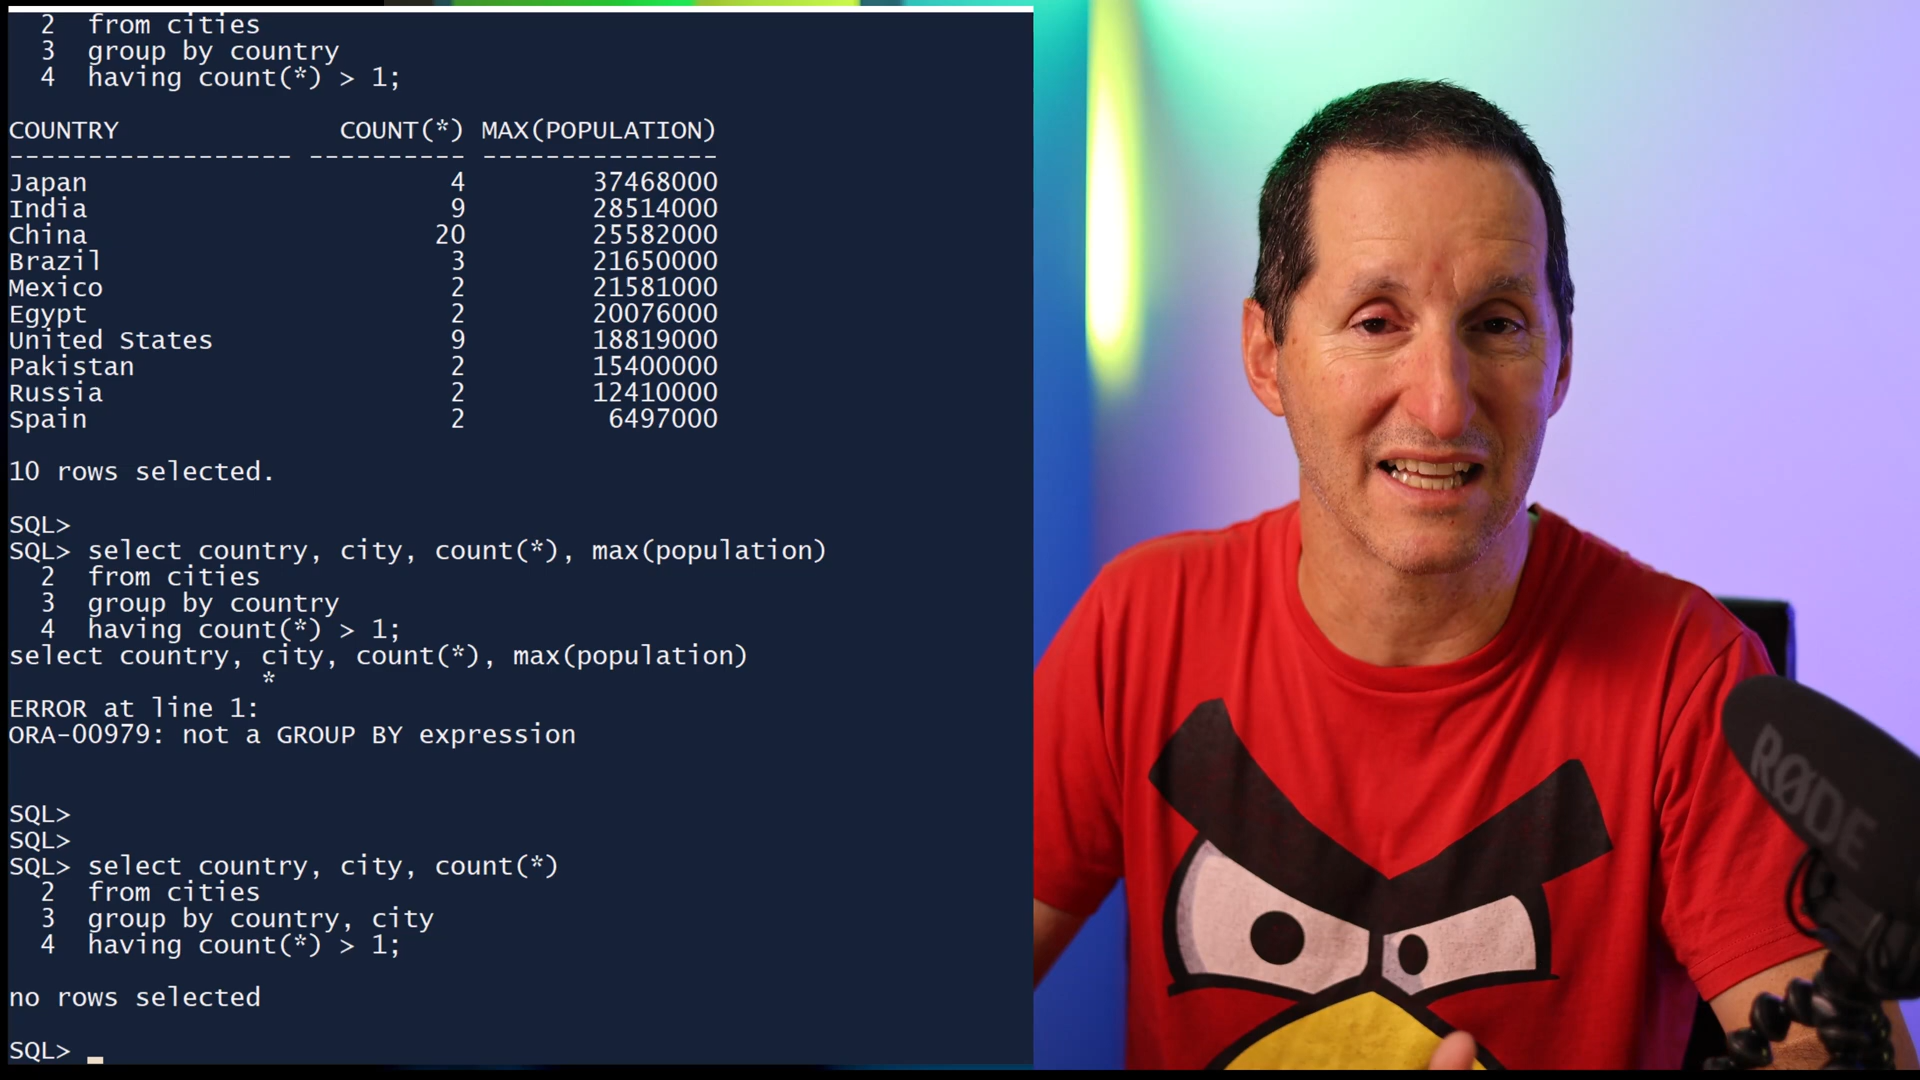 2 from cities
3 group by country
4 having count(*) > 1;
COUNTRY COUNT(*) MAX(POPULATION)
------------------ ---------- ---------------
Japan 4 37468000
India 9 28514000
China 20 25582000
Brazil 3 21650000
Mexico 2 21581000
Egypt 2 20076000
United States 9 18819000
Pakistan 2 15400000
Russia 2 12410000
Spain 2 6497000
10 rows selected.
SQL>
SQL> select country, city, count(*), max(population)
2 from cities
3 group by country
4 having count(*) > 1;
select country, city, count(*), max(population)
*
ERROR at line 1:
ORA-00979: not a GROUP BY expression
SQL>
SQL>
SQL> select country, city, count(*)
2 from cities
3 group by country, city
4 having count(*) > 1;
no rows selected
SQL>
RØDE